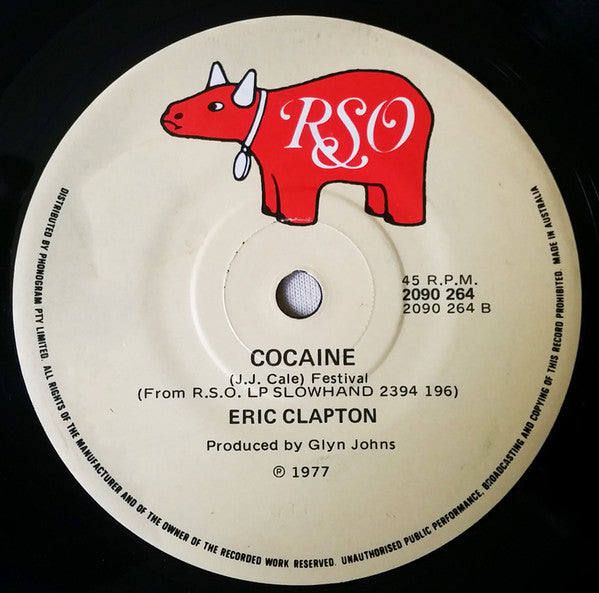 RSO
45 R.P.M.
2090 264
2090 264 B
COCAINE
(J.J. Cale) Festival
(From R.S.O. LP SLOWHAND 2394 196)
ERIC CLAPTON
Produced by Glyn Johns
℗ 1977
DISTRIBUTED BY PHONOGRAM PTY LIMITED. ALL RIGHTS OF THE MANUFACTURER AND OF THE OWNER OF THE RECORDED WORK RESERVED. UNAUTHORISED PUBLIC PERFORMANCE, BROADCASTING AND COPYING OF THIS RECORD PROHIBITED. MADE IN AUSTRALIA